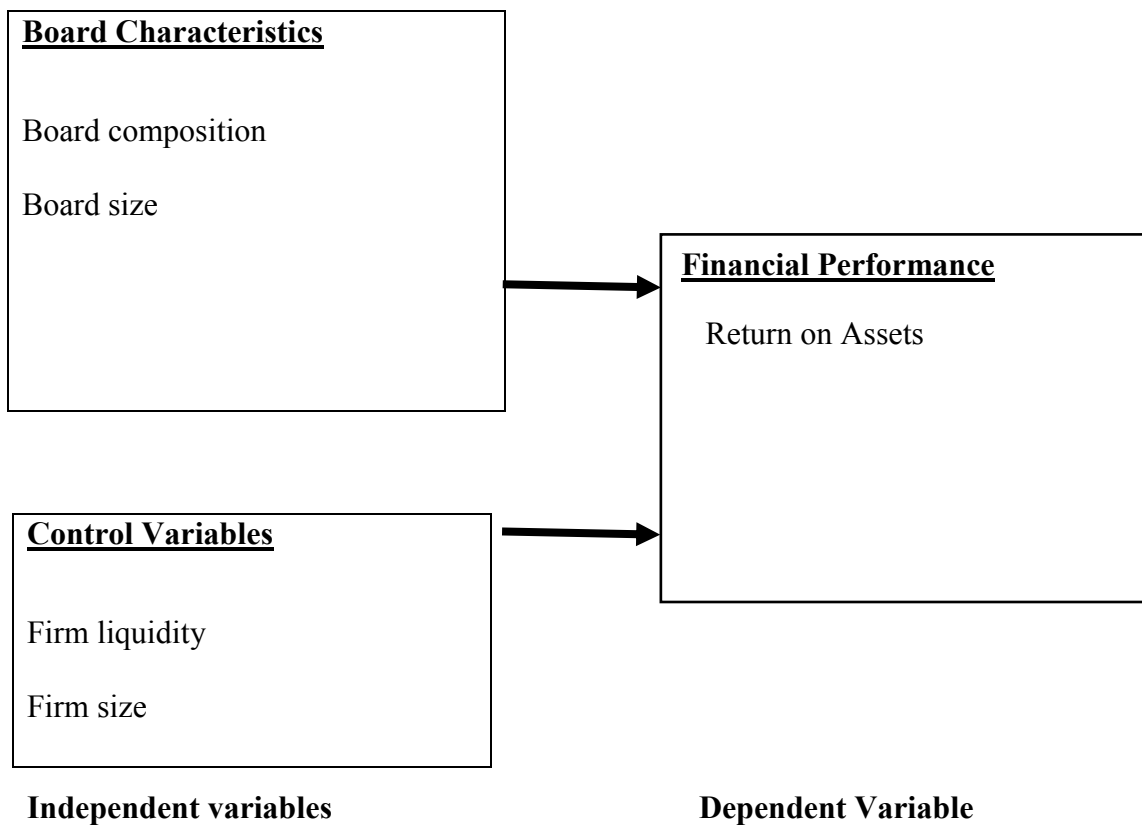 Board Characteristics
Board composition
Board size
Financial Performance
Return on Assets
Control Variables
Firm liquidity
Firm size
Independent variables
Dependent Variable